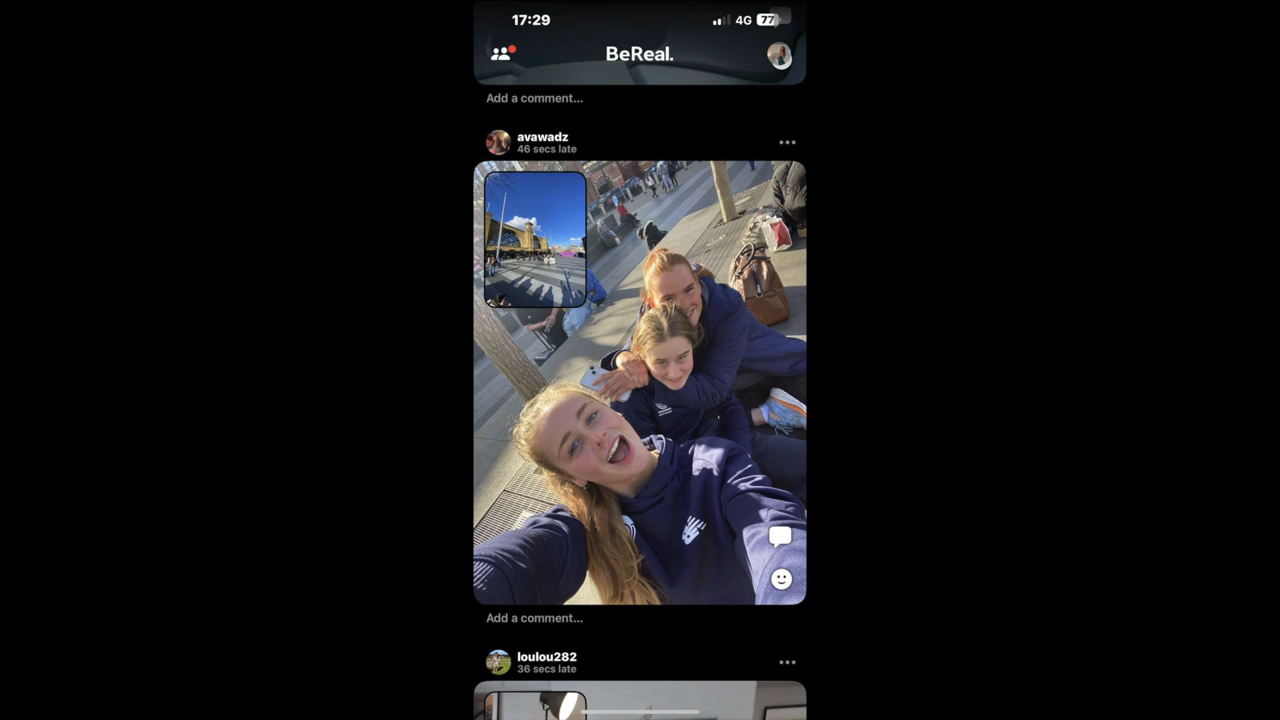 17:29
4G
77
BeReal.
Add a comment...
avawadz
46 secs late
Add a comment...
loulou282
36 secs late